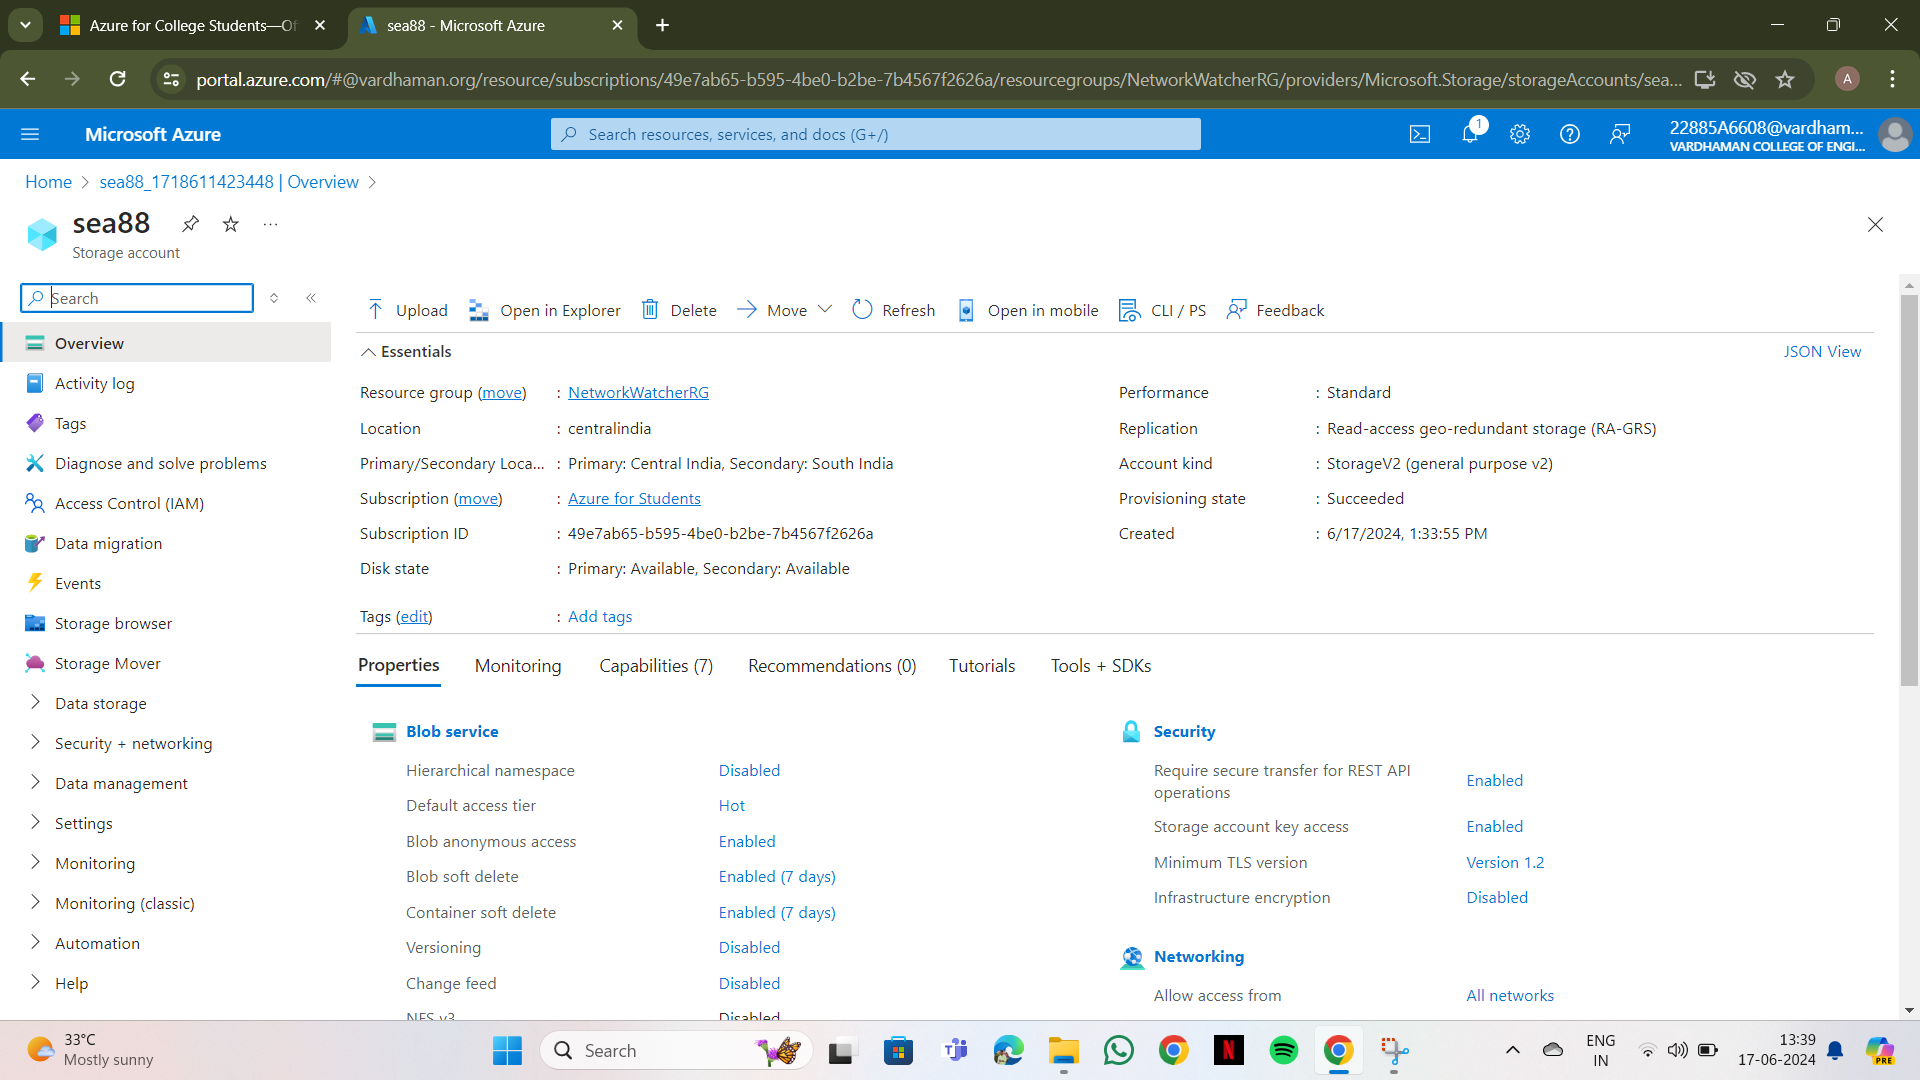 Azure for College Students—Of
sea88 - Microsoft Azure
portal.azure.com/#@vardhaman.org/resource/subscriptions/49e7ab65-b595-4be0-b2be-7b4567f2626a/resourcegroups/NetworkWatcherRG/providers/Microsoft.Storage/storageAccounts/sea...
A
Microsoft Azure
Search resources, services, and docs (G+/)
1
22885A6608@vardham...
VARDHAMAN COLLEGE OF ENGI...
Home > sea88_1718611423448 | Overview >
sea88
Storage account
Search
Overview
Activity log
Tags
Diagnose and solve problems
Access Control (IAM)
Data migration
Events
Storage browser
Storage Mover
Data storage
Security + networking
Data management
Settings
Monitoring
Monitoring (classic)
Automation
Help
Upload Open in Explorer Delete Move Refresh Open in mobile CLI / PS Feedback
Essentials
JSON View
Resource group (move) : NetworkWatcherRG
Location : centralindia
Primary/Secondary Loca... : Primary: Central India, Secondary: South India
Subscription (move) : Azure for Students
Subscription ID : 49e7ab65-b595-4be0-b2be-7b4567f2626a
Disk state : Primary: Available, Secondary: Available
Performance : Standard
Replication : Read-access geo-redundant storage (RA-GRS)
Account kind : StorageV2 (general purpose v2)
Provisioning state : Succeeded
Created : 6/17/2024, 1:33:55 PM
Tags (edit) : Add tags
Properties Monitoring Capabilities (7) Recommendations (0) Tutorials Tools + SDKs
Blob service
Hierarchical namespace Disabled
Default access tier Hot
Blob anonymous access Enabled
Blob soft delete Enabled (7 days)
Container soft delete Enabled (7 days)
Versioning Disabled
Change feed Disabled
NFS v3 Disabled
Security
Require secure transfer for REST API
operations Enabled
Storage account key access Enabled
Minimum TLS version Version 1.2
Infrastructure encryption Disabled
Networking
Allow access from All networks
33°C
Mostly sunny
Search
ENG
IN
13:39
17-06-2024
PRE